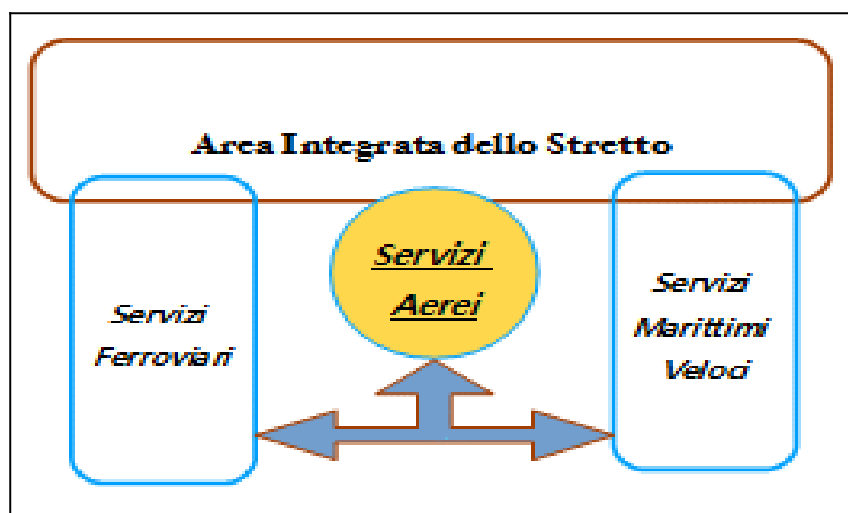 Area Integrata dello Stretto
Servizi
Aerei
Servizi
Ferroviari
Servizi
Marittimi
Veloci